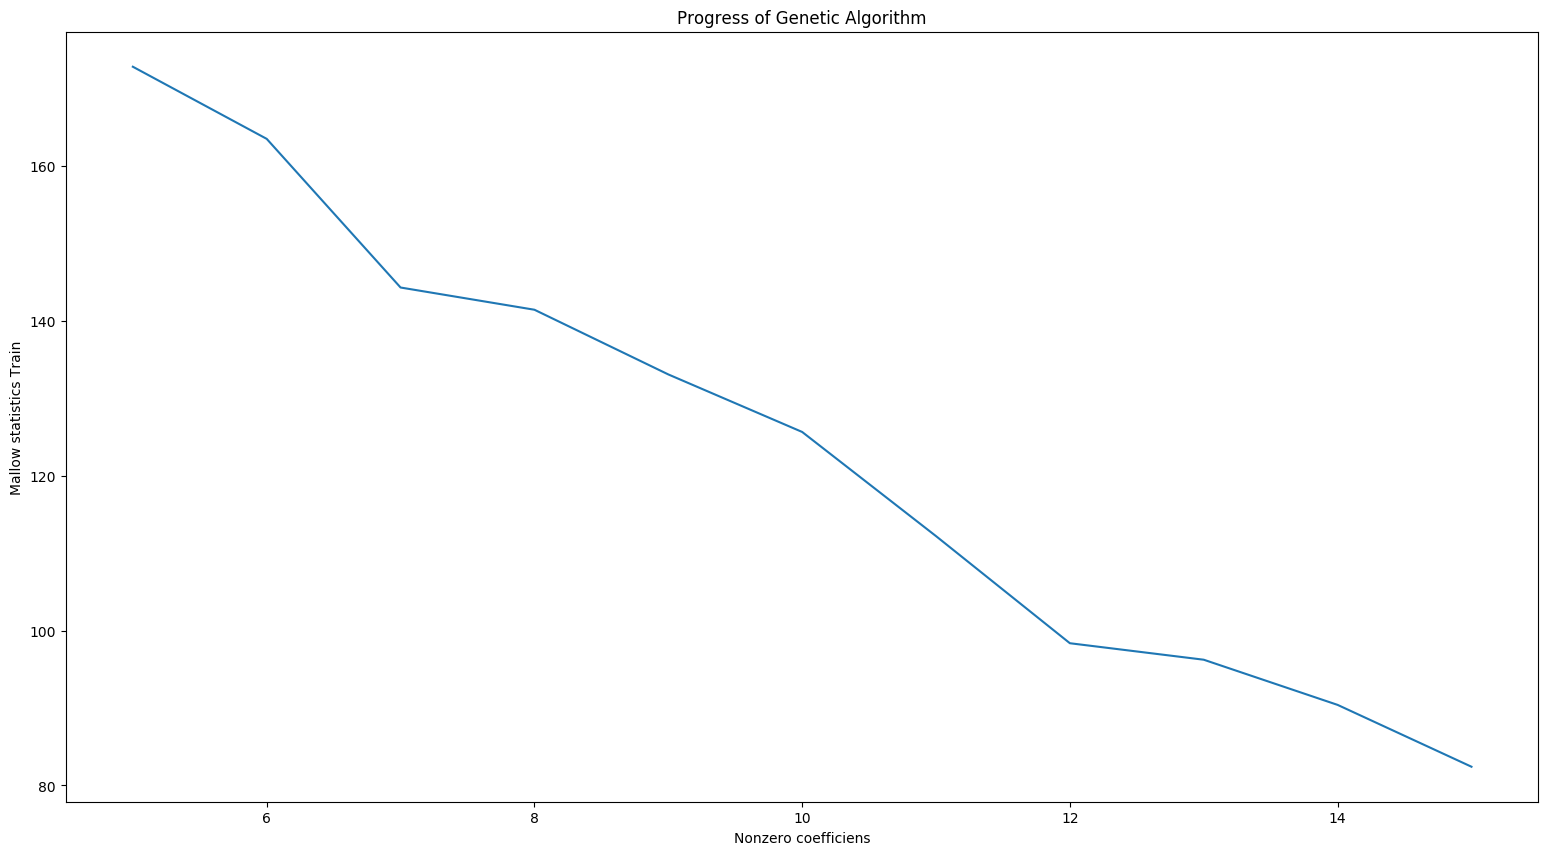 Progress of Genetic Algorithm
160
140
120
100
80
Mallow statistics Train
6 8 10 12 14
Nonzero coefficiens